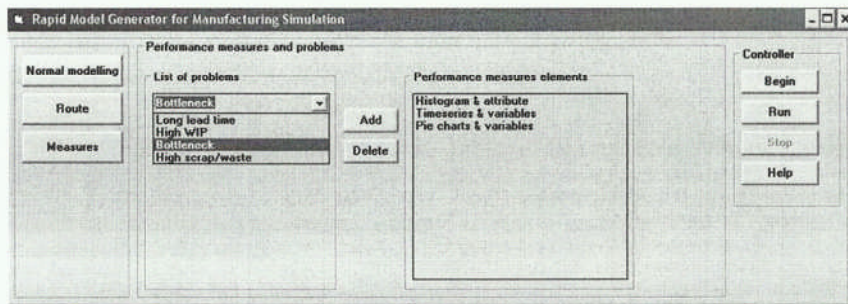 Rapid Model Generator for Manufacturing Simulation
Normal modelling
Route
Measures
Performance measures and problems
List of problems
Bottleneck
Long lead time
High WIP
Bottleneck
High scrap/waste
Add
Delete
Performance measures elements
Histogram & attribute
Timeseries & variables
Pie charts & variables
Controller
Begin
Run
Stop
Help